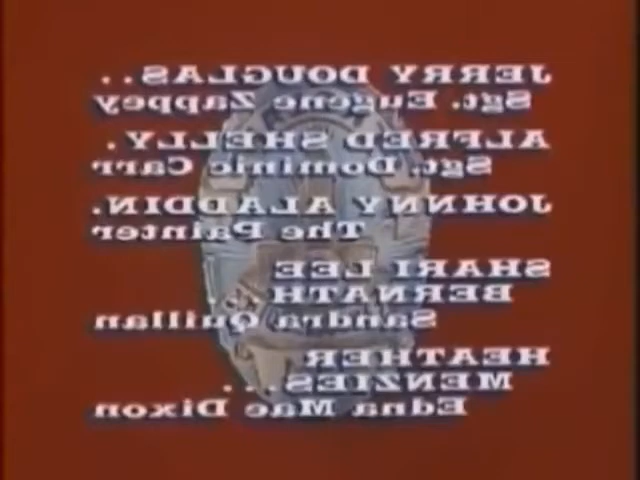 JERRY DOUGLAS..
Sgt. Eugene Zappey
ALFRED SHELLY.
Sgt. Dominic Carr
JOHNNY ALADDIN.
The Painter
SHARI LEE
BERNATH...
Sandra Quillan
HEATHER
MENZIES...
Edna Mae Dixon